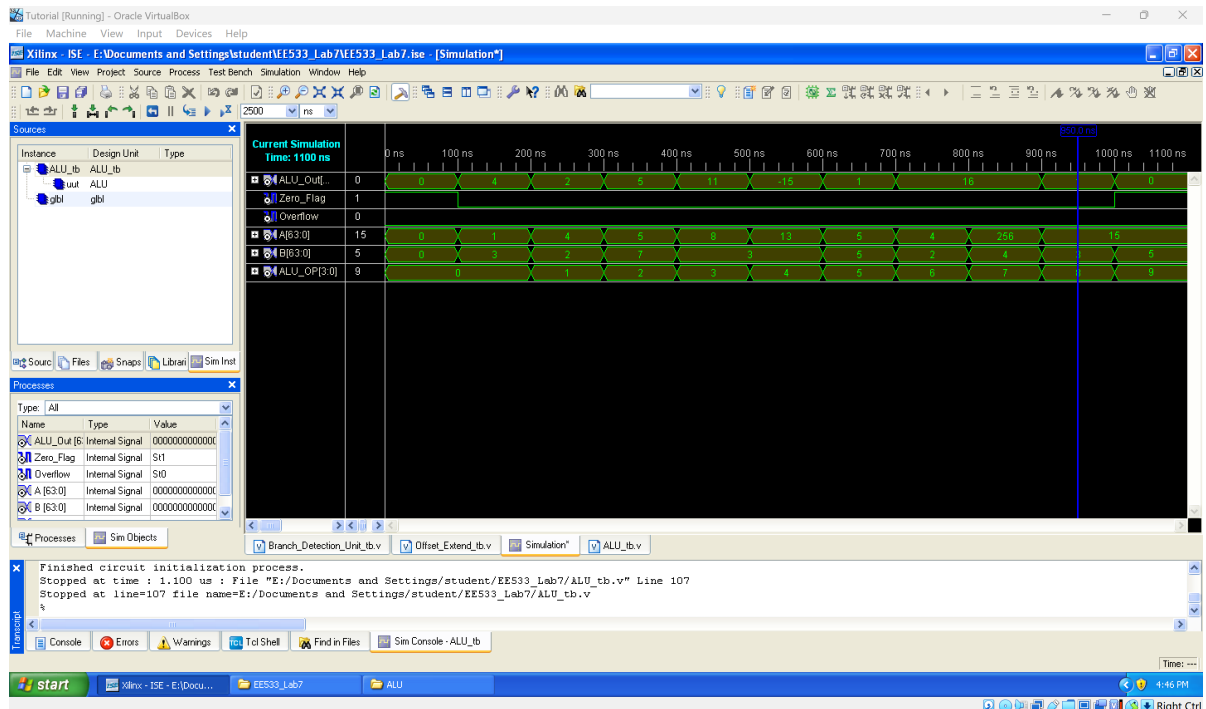 Tutorial [Running] - Oracle VirtualBox
File Machine View Input Devices Help
Xilinx - ISE - E:\Documents and Settings\student\EE533_Lab7\EE533_Lab7.ise - [Simulation*]
File Edit View Project Source Process Test Bench Simulation Window Help
2500 ns
Sources
Instance Design Unit Type
ALU_tb ALU_tb
uut ALU
glbl glbl
Sourc Files Snaps Librari Sim Inst
Processes
Type: All
Name Type Value
ALU_Out [6: Internal Signal 0000000000000
Zero_Flag Internal Signal St1
Overflow Internal Signal St0
A [63:0] Internal Signal 0000000000000
B [63:0] Internal Signal 0000000000000
Processes Sim Objects
Current Simulation
Time: 1100 ns
950.0 ns
0 ns 100 ns 200 ns 300 ns 400 ns 500 ns 600 ns 700 ns 800 ns 900 ns 1000 ns 1100 ns
ALU_Out[... 0 0 4 2 5 11 -15 1 16 0
Zero_Flag 1
Overflow 0
A[63:0] 15 0 1 4 5 8 13 5 4 256 15
B[63:0] 5 0 3 2 7 3 5 2 4 5
ALU_OP[3:0] 9 0 1 2 3 4 5 6 7 8 9
Branch_Detection_Unit_tb.v Offset_Extend_tb.v Simulation* ALU_tb.v
Transcript
Finished circuit initialization process.
Stopped at time : 1.100 us : File "E:/Documents and Settings/student/EE533_Lab7/ALU_tb.v" Line 107
Stopped at line=107 file name=E:/Documents and Settings/student/EE533_Lab7/ALU_tb.v
%
Console Errors Warnings Tcl Shell Find in Files Sim Console - ALU_tb
Time: ---
start Xilinx - ISE - E:\Docu... EE533_Lab7 ALU 4:46 PM
Right Ctrl